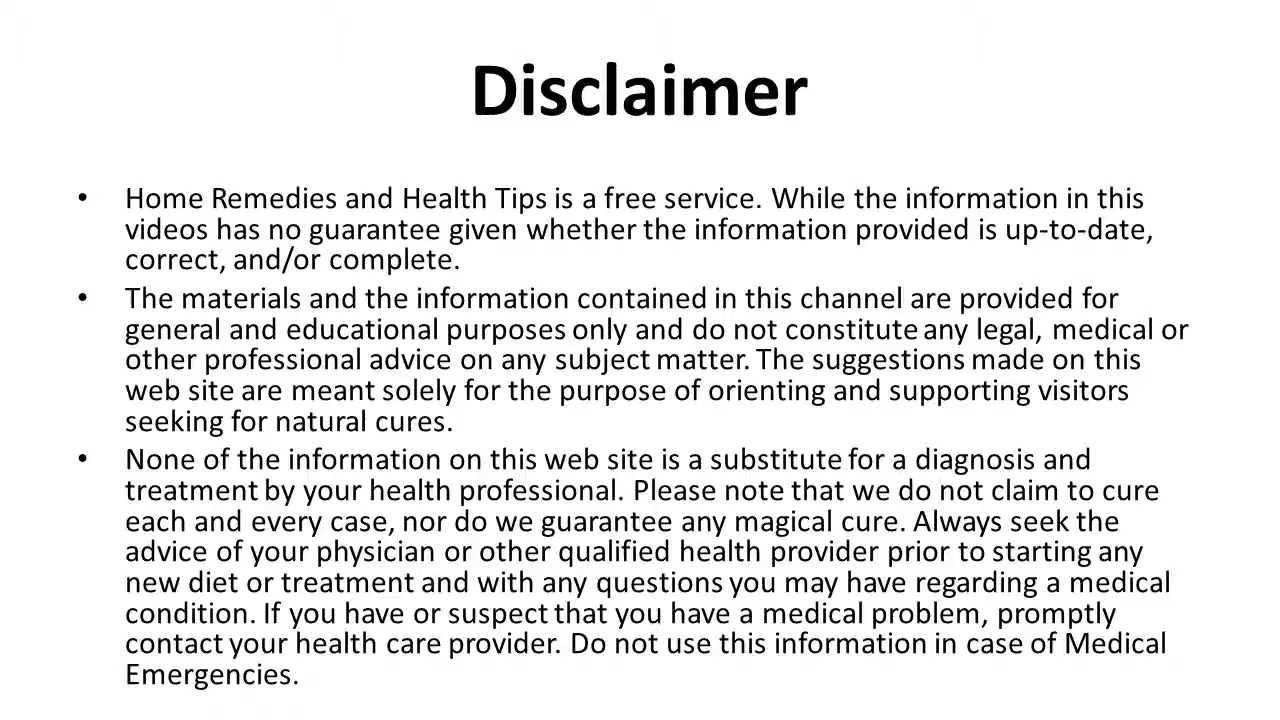 Disclaimer
• Home Remedies and Health Tips is a free service. While the information in this
videos has no guarantee given whether the information provided is up-to-date,
correct, and/or complete.
• The materials and the information contained in this channel are provided for
general and educational purposes only and do not constitute any legal, medical or
other professional advice on any subject matter. The suggestions made on this
web site are meant solely for the purpose of orienting and supporting visitors
seeking for natural cures.
• None of the information on this web site is a substitute for a diagnosis and
treatment by your health professional. Please note that we do not claim to cure
each and every case, nor do we guarantee any magical cure. Always seek the
advice of your physician or other qualified health provider prior to starting any
new diet or treatment and with any questions you may have regarding a medical
condition. If you have or suspect that you have a medical problem, promptly
contact your health care provider. Do not use this information in case of Medical
Emergencies.